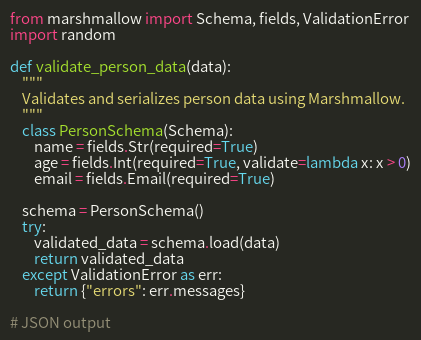 from marshmallow import Schema, fields, ValidationError
import random

def validate_person_data(data):
    """
    Validates and serializes person data using Marshmallow.
    """
    class PersonSchema(Schema):
        name = fields.Str(required=True)
        age = fields.Int(required=True, validate=lambda x: x > 0)
        email = fields.Email(required=True)

    schema = PersonSchema()
    try:
        validated_data = schema.load(data)
        return validated_data
    except ValidationError as err:
        return {"errors": err.messages}

# JSON output